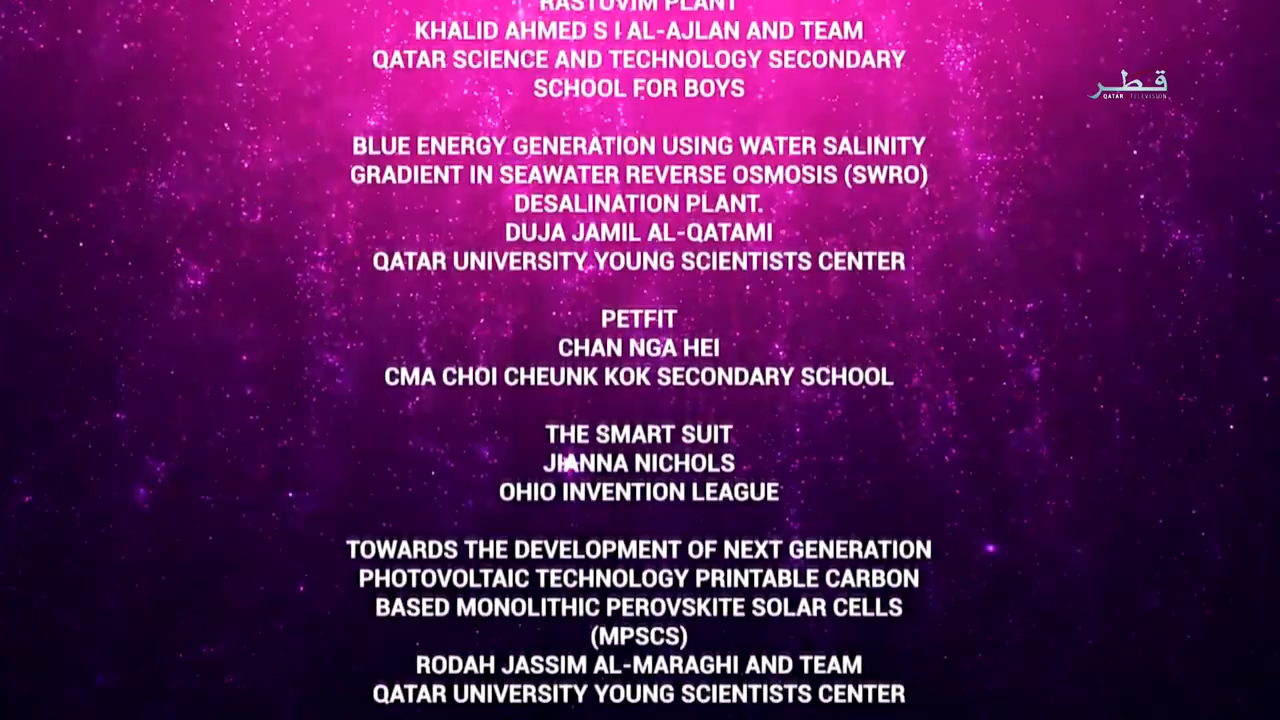 RASTOVIM PLANT
KHALID AHMED S I AL-AJLAN AND TEAM
QATAR SCIENCE AND TECHNOLOGY SECONDARY
SCHOOL FOR BOYS
قطر
QATAR TELEVISION
BLUE ENERGY GENERATION USING WATER SALINITY
GRADIENT IN SEAWATER REVERSE OSMOSIS (SWRO)
DESALINATION PLANT.
DUJA JAMIL AL-QATAMI
QATAR UNIVERSITY YOUNG SCIENTISTS CENTER
PETFIT
CHAN NGA HEI
CMA CHOI CHEUNK KOK SECONDARY SCHOOL
THE SMART SUIT
JIANNA NICHOLS
OHIO INVENTION LEAGUE
TOWARDS THE DEVELOPMENT OF NEXT GENERATION
PHOTOVOLTAIC TECHNOLOGY PRINTABLE CARBON
BASED MONOLITHIC PEROVSKITE SOLAR CELLS
(MPSCS)
RODAH JASSIM AL-MARAGHI AND TEAM
QATAR UNIVERSITY YOUNG SCIENTISTS CENTER